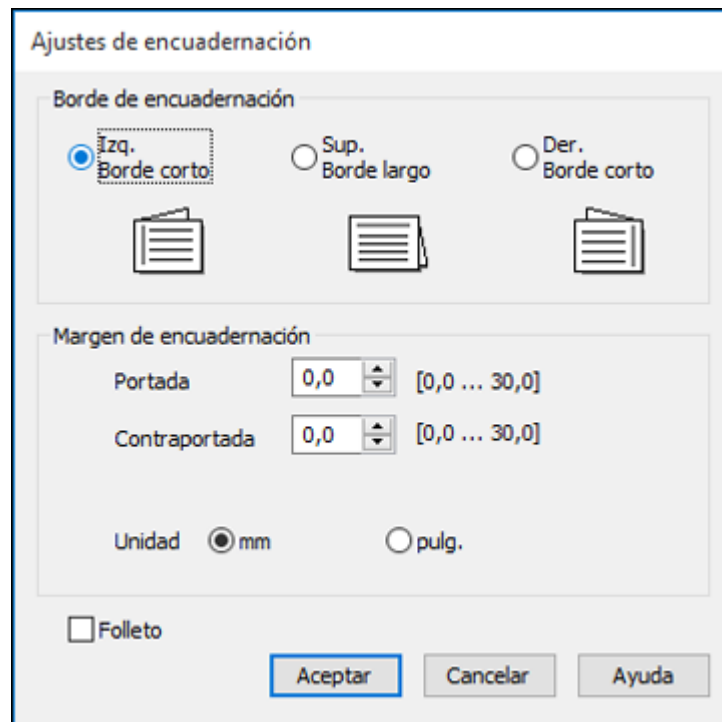 Ajustes de encuadernación
Borde de encuadernación
Izq.
Borde corto
Sup.
Borde largo
Der.
Borde corto
Margen de encuadernación
Portada 0,0 [0,0 ... 30,0]
Contraportada 0,0 [0,0 ... 30,0]
Unidad mm pulg.
Folleto
Aceptar Cancelar Ayuda